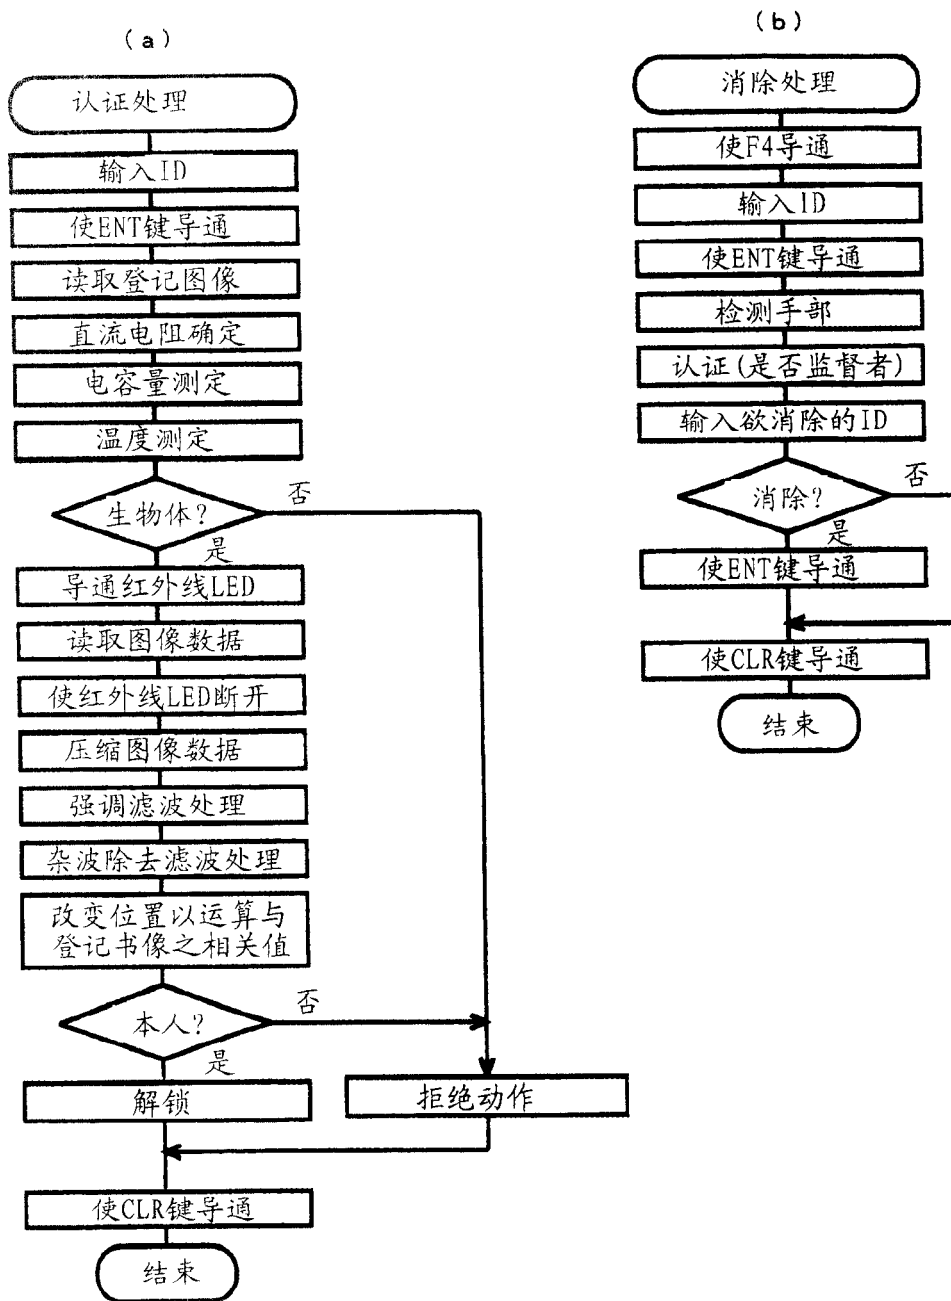 (a)
认证处理
输入ID
使ENT键导通
读取登记图像
直流电阻确定
电容量测定
温度测定
生物体?
否
是
导通红外线LED
读取图像数据
使红外线LED断开
压缩图像数据
强调滤波处理
杂波除去滤波处理
改变位置以运算与
登记书像之相关值
本人?
否
是
解锁
拒绝动作
使CLR键导通
结束
(b)
消除处理
使F4导通
输入ID
使ENT键导通
检测手部
认证(是否监督者)
输入欲消除的ID
消除?
否
是
使ENT键导通
使CLR键导通
结束